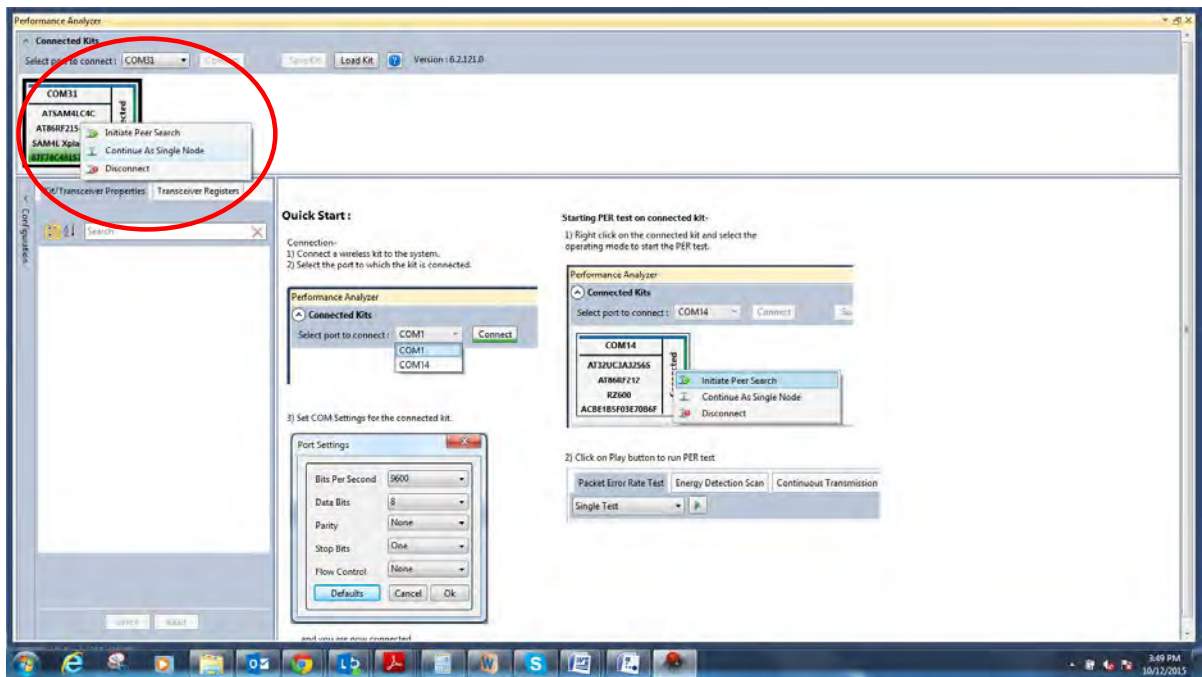 Performance Analyzer
Connected Kits
Select port to connect : COM31
Load Kit Version : 6.2.121.0
COM31
ATSAM4LC4C
AT86RF215
SAM4L Xpla
Initiate Peer Search
Continue As Single Node
Disconnect
Kit/Transceiver Properties Transceiver Registers
Configuration
Search
Quick Start :
Connection-
1) Connect a wireless kit to the system.
2) Select the port to which the kit is connected.
Performance Analyzer
Connected Kits
Select port to connect : COM1 Connect
COM1
COM14
3) Set COM Settings for the connected kit.
Port Settings
Bits Per Second 9600
Data Bits 8
Parity None
Stop Bits One
Flow Control None
Defaults Cancel Ok
and you are now connected
Starting PER test on connected kit-
1) Right click on the connected kit and select the
operating mode to start the PER test.
Performance Analyzer
Connected Kits
Select port to connect : COM14 Connect
COM14
AT32UC3A3256S
AT86RF212
RZ600
ACBE1B5F03E70B6F
Initiate Peer Search
Continue As Single Node
Disconnect
2) Click on Play button to run PER test
Packet Error Rate Test Energy Detection Scan Continuous Transmission
Single Test
3:49 PM
10/12/2015